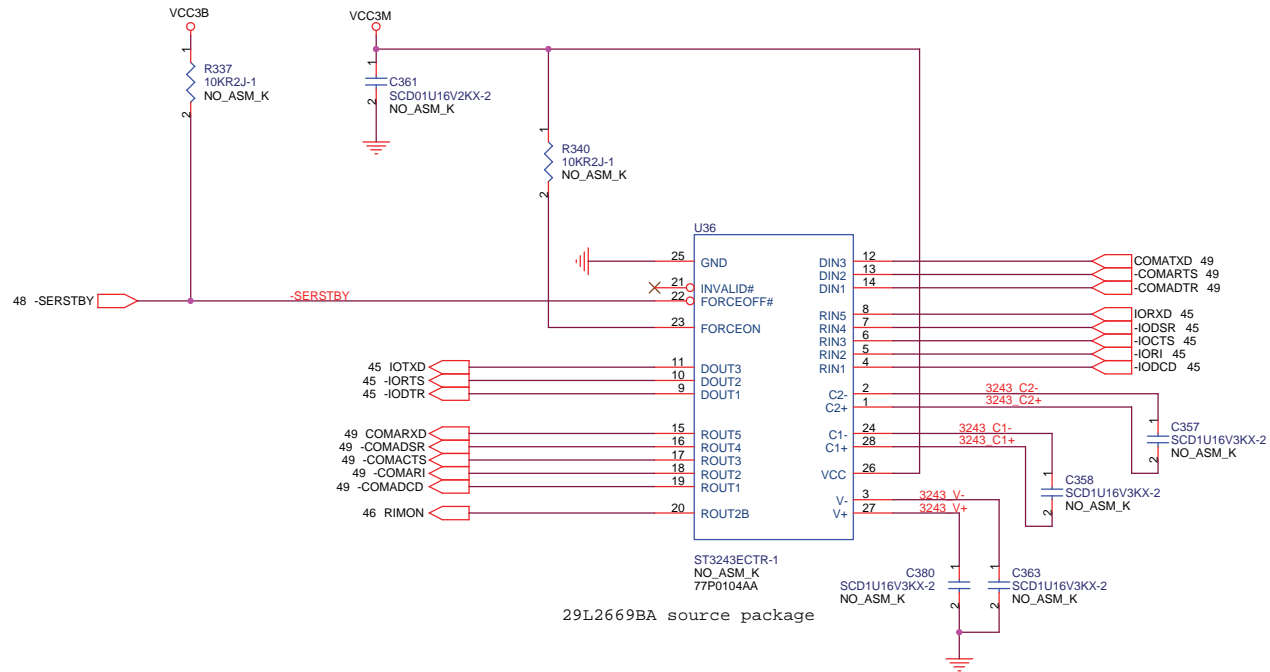 VCC3B
VCC3M
1
R337
10KR2J-1
NO_ASM_K
2
1
C361
SCD01U16V2KX-2
NO_ASM_K
2
1
R340
10KR2J-1
NO_ASM_K
2
U36
25 GND
21 INVALID#
22 FORCEOFF#
23 FORCEON
48 -SERSTBY
-SERSTBY
45 IOTXD 11 DOUT3
45 -IORTS 10 DOUT2
45 -IODTR 9 DOUT1
49 COMARXD 15 ROUT5
49 -COMADSR 16 ROUT4
49 -COMACTS 17 ROUT3
49 -COMARI 18 ROUT2
49 -COMADCD 19 ROUT1
46 RIMON 20 ROUT2B
DIN3 12 COMATXD 49
DIN2 13 -COMARTS 49
DIN1 14 -COMADTR 49
RIN5 8 IORXD 45
RIN4 7 -IODSR 45
RIN3 6 -IOCTS 45
RIN2 5 -IORI 45
RIN1 4 -IODCD 45
C2- 2 3243_C2-
C2+ 1 3243_C2+
C1- 24 3243_C1-
C1+ 28 3243_C1+
VCC 26
V- 3 3243_V-
V+ 27 3243_V+
1
C357
SCD1U16V3KX-2
NO_ASM_K
2
1
C358
SCD1U16V3KX-2
NO_ASM_K
2
1
C380
SCD1U16V3KX-2
NO_ASM_K
2
1
C363
SCD1U16V3KX-2
NO_ASM_K
2
ST3243ECTR-1
NO_ASM_K
77P0104AA
29L2669BA source package